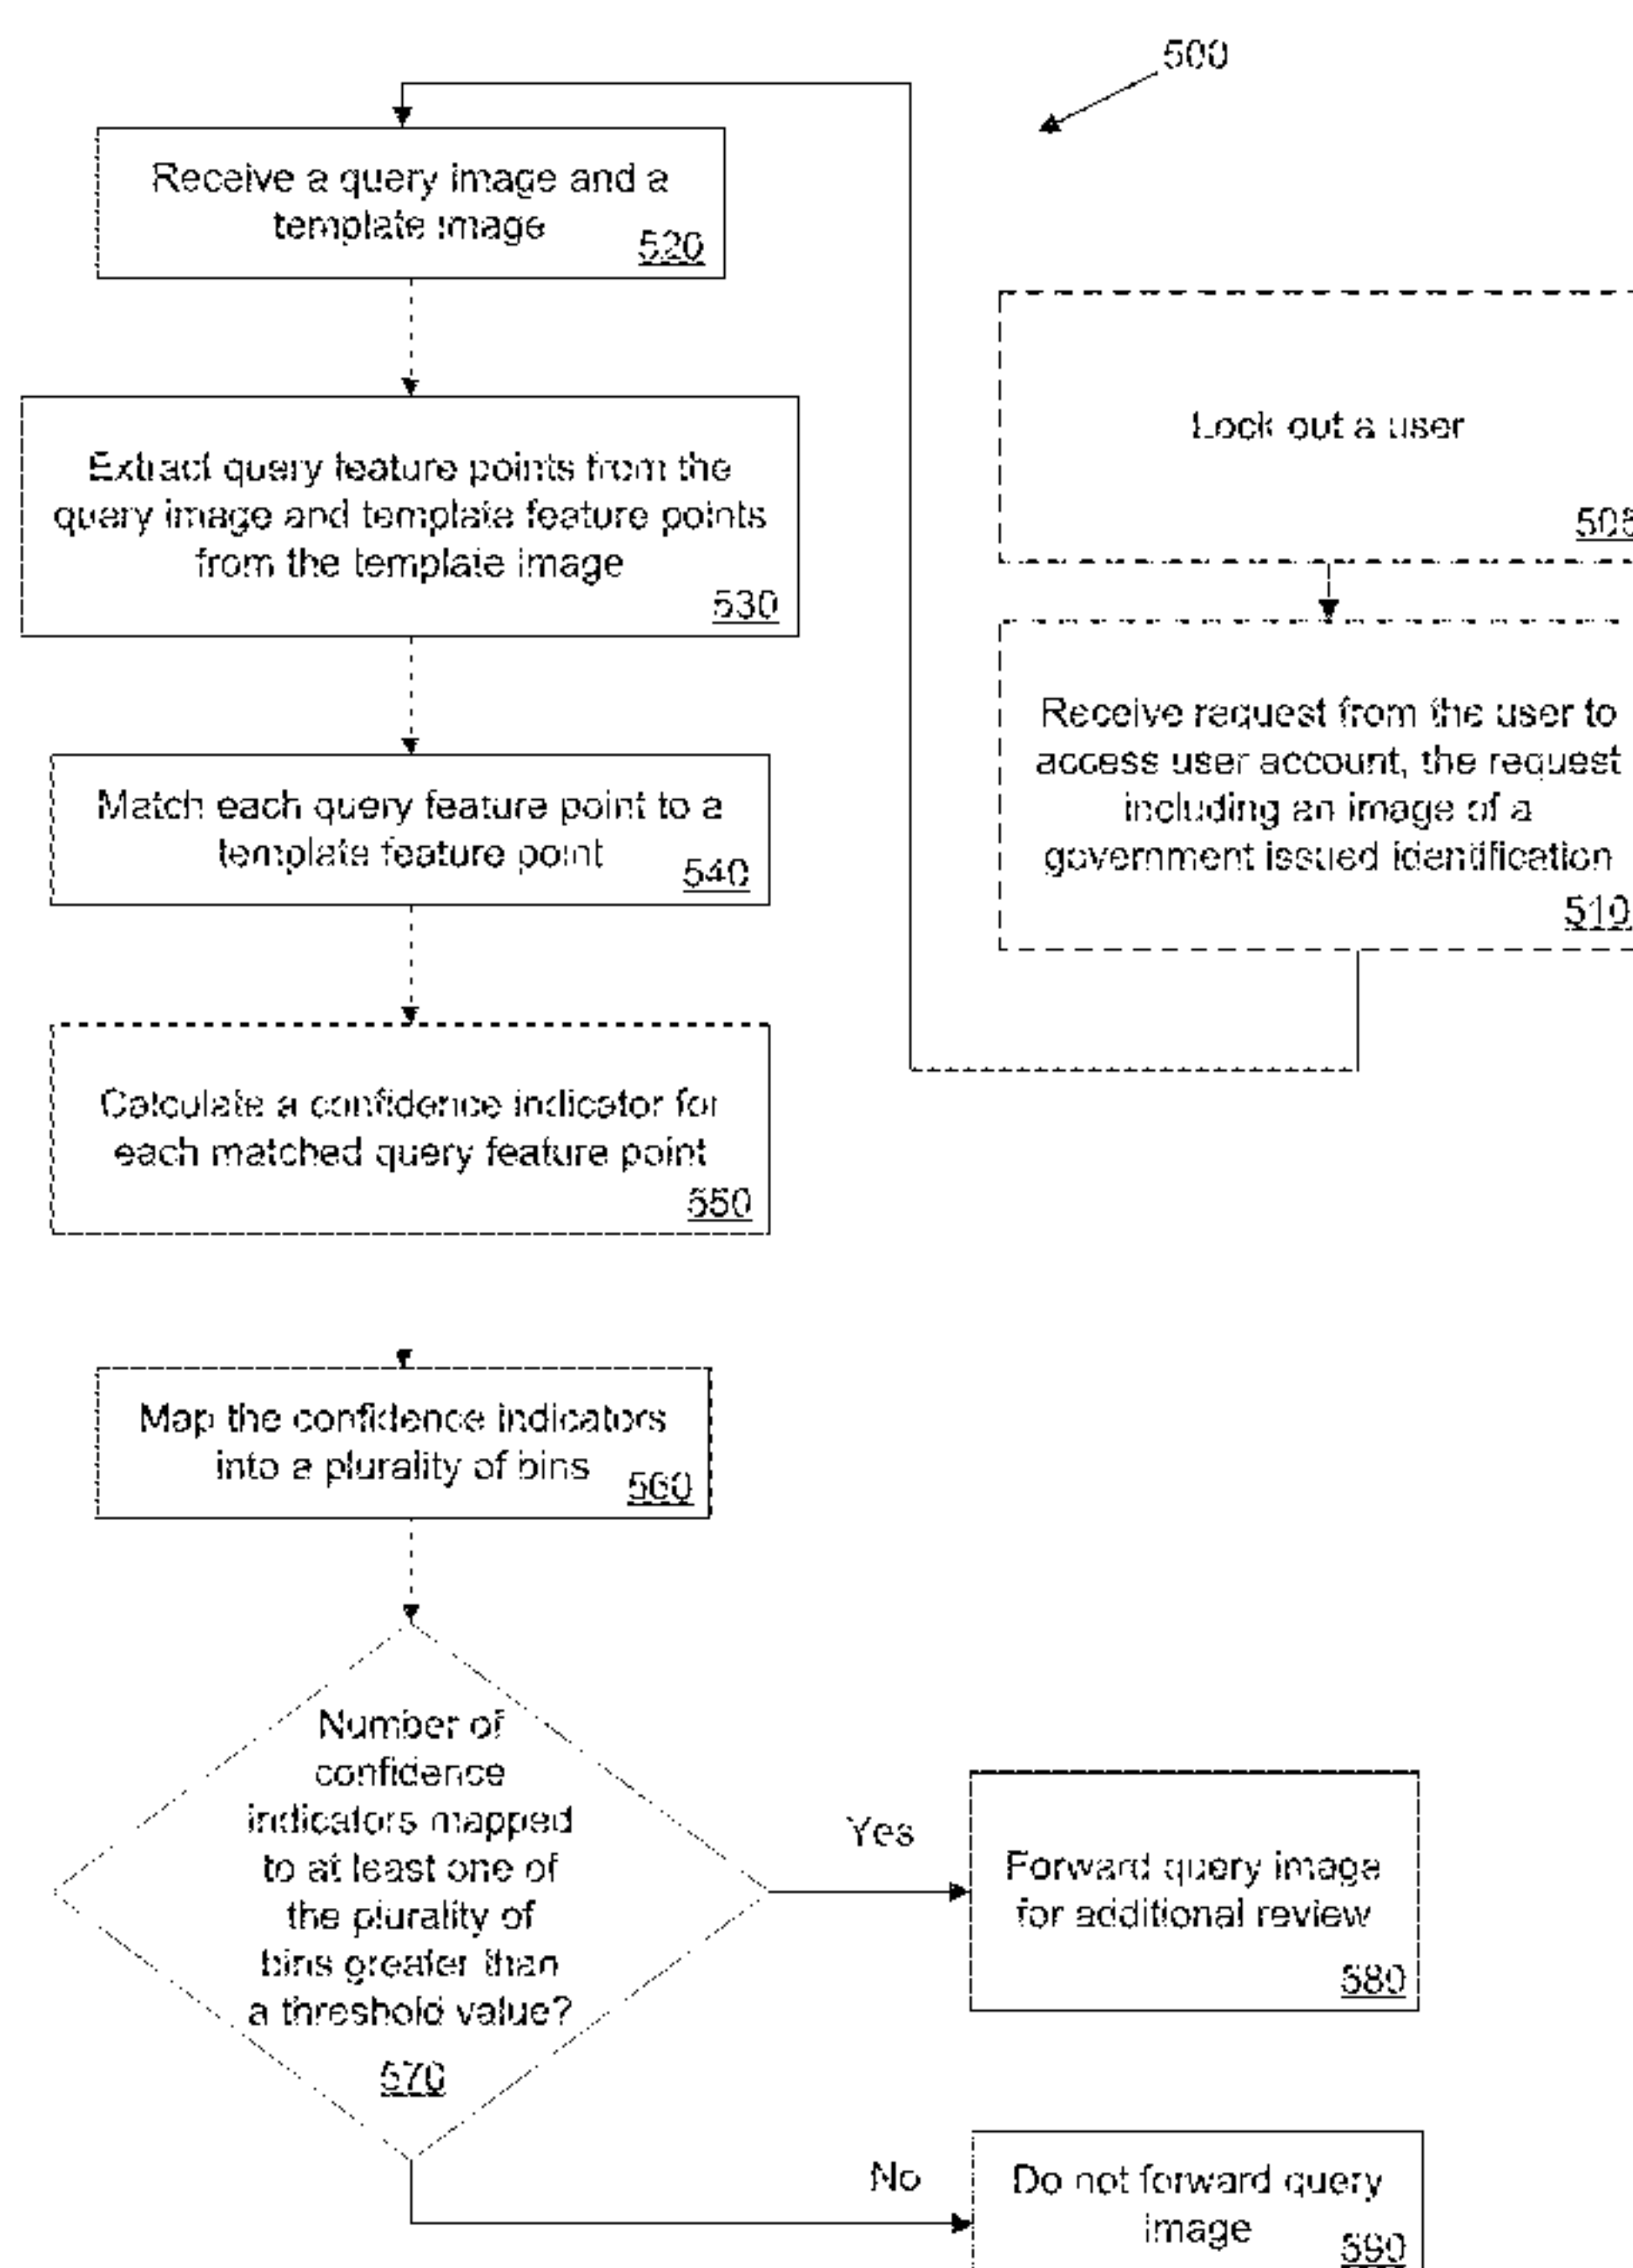 500
Receive a query image and a
template image
520
Extract query feature points from the
query image and template feature points
from the template image
530
Match each query feature point to a
template feature point
540
Calculate a confidence indicator for
each matched query feature point
550
Map the confidence indicators
into a plurality of bins
560
Number of
confidence
indicators mapped
to at least one of
the plurality of
bins greater than
a threshold value?
570
Yes
Forward query image
for additional review
580
No
Do not forward query
image
590
Lock out a user
505
Receive request from the user to
access user account, the request
including an image of a
government issued identification
510